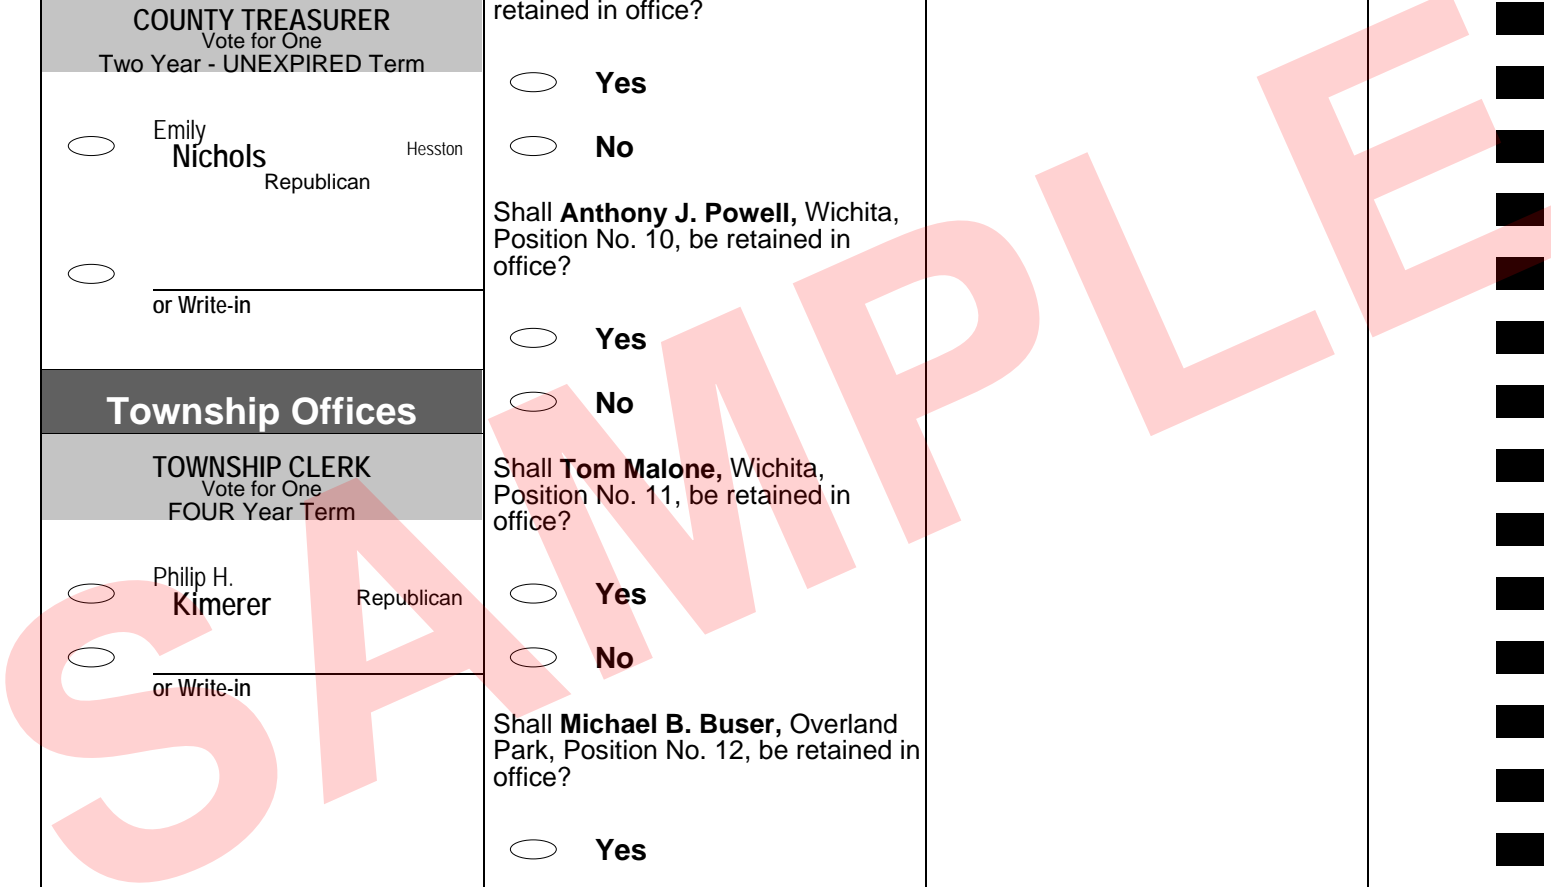 COUNTY TREASURER
Vote for One
Two Year - UNEXPIRED Term
Emily
Nichols
Hesston
Republican
or Write-in
Township Offices
TOWNSHIP CLERK
Vote for One
FOUR Year Term
Philip H.
Kimerer
Republican
or Write-in
retained in office?
Yes
No
Shall Anthony J. Powell, Wichita,
Position No. 10, be retained in
office?
Yes
No
Shall Tom Malone, Wichita,
Position No. 11, be retained in
office?
Yes
No
Shall Michael B. Buser, Overland
Park, Position No. 12, be retained in
office?
Yes
SAMPLE